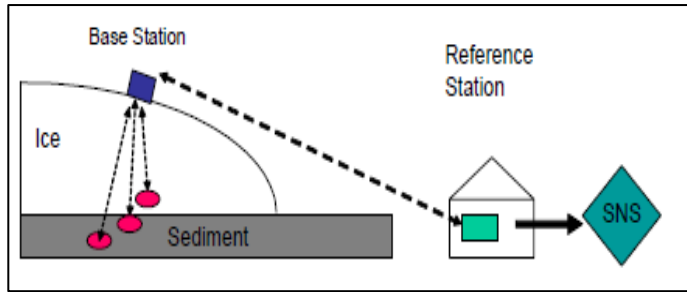 Base Station
Reference
Station
Ice
SNS
Sediment